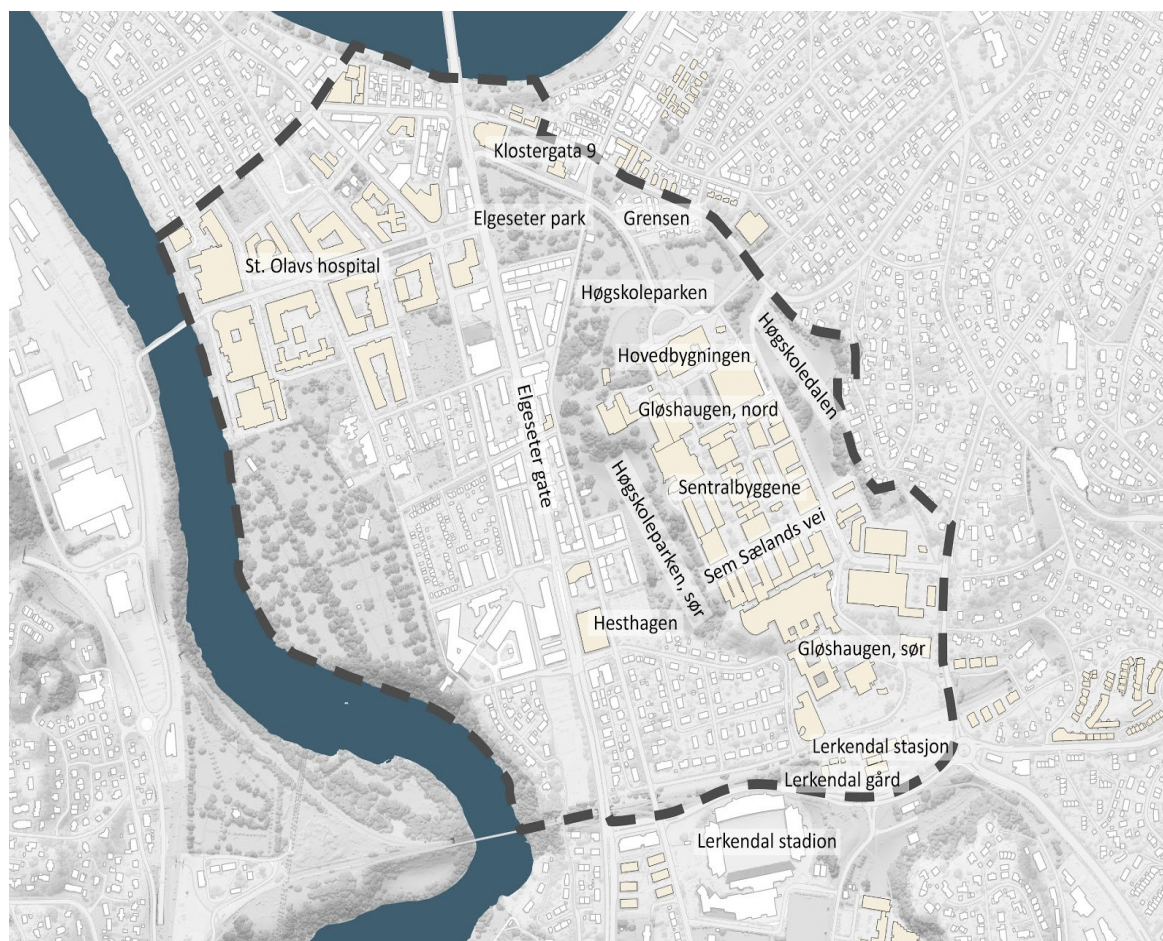 Klostergata 9
Elgeseter park
Grensen
St. Olavs hospital
Høgskoleparken
Høgskoledalen
Hovedbygningen
Elgeseter gate
Gløshaugen, nord
Høgskoleparken, sør
Sentralbyggene
Sem Sælands vei
Hesthagen
Gløshaugen, sør
Lerkendal stasjon
Lerkendal gård
Lerkendal stadion